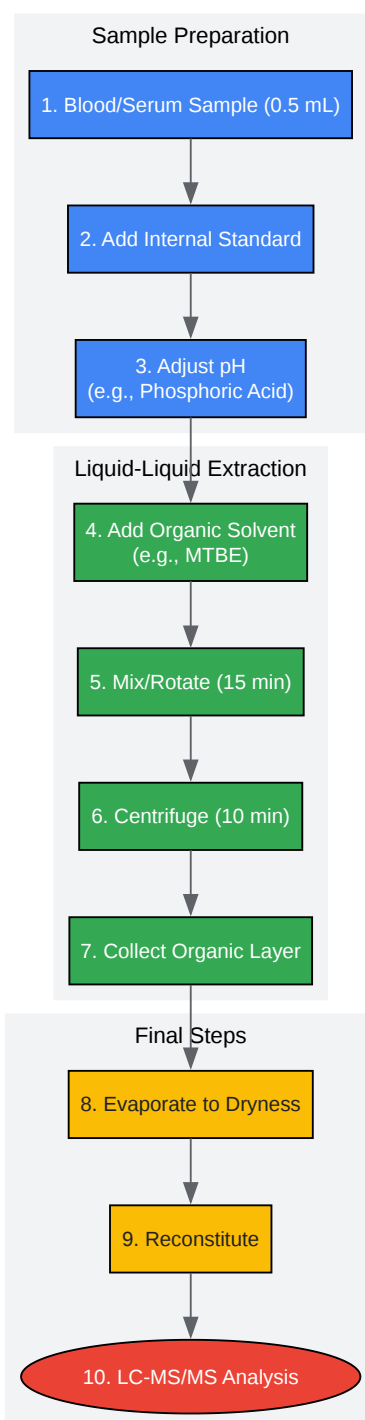 Sample Preparation
1. Blood/Serum Sample (0.5 mL)
2. Add Internal Standard
3. Adjust pH
(e.g., Phosphoric Acid)
Liquid-Liquid Extraction
4. Add Organic Solvent
(e.g., MTBE)
5. Mix/Rotate (15 min)
6. Centrifuge (10 min)
7. Collect Organic Layer
Final Steps
8. Evaporate to Dryness
9. Reconstitute
10. LC-MS/MS Analysis